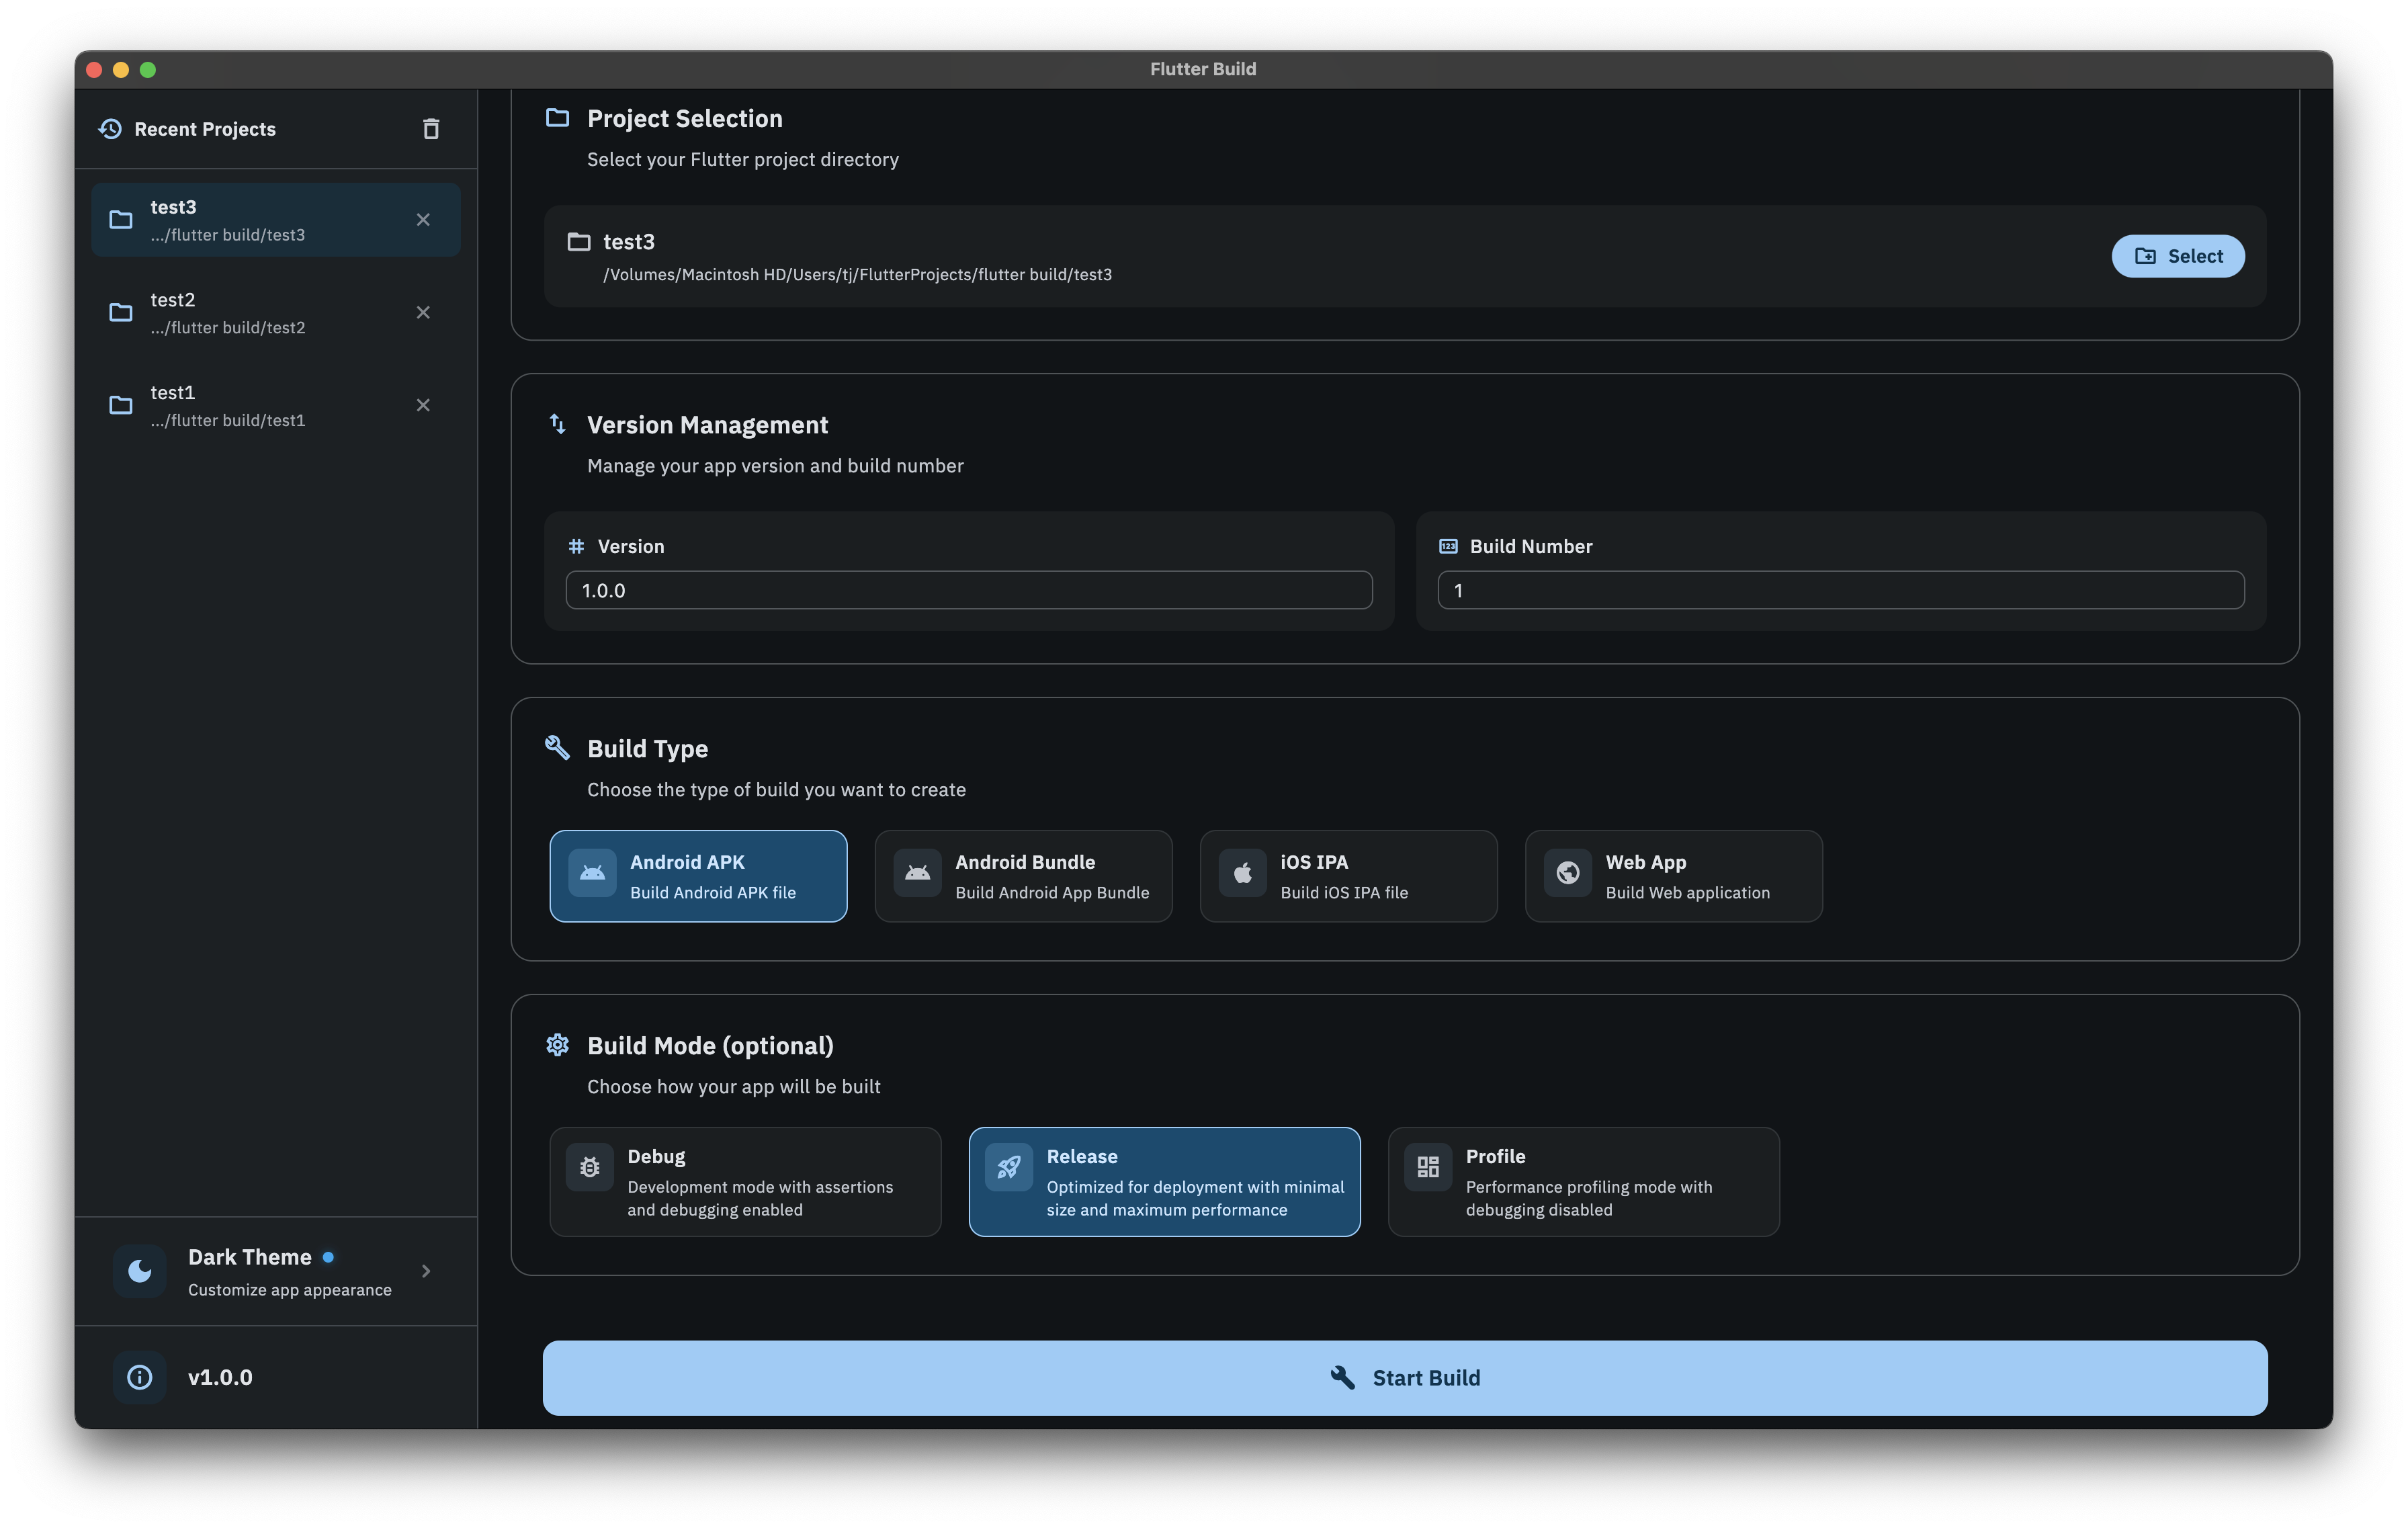 Flutter Build
Recent Projects
test3
.../flutter build/test3
test2
.../flutter build/test2
test1
.../flutter build/test1
Dark Theme
Customize app appearance
v1.0.0
Project Selection
Select your Flutter project directory
test3
/Volumes/Macintosh HD/Users/tj/FlutterProjects/flutter build/test3
Select
Version Management
Manage your app version and build number
Version
1.0.0
123 Build Number
1
Build Type
Choose the type of build you want to create
Android APK
Build Android APK file
Android Bundle
Build Android App Bundle
iOS IPA
Build iOS IPA file
Web App
Build Web application
Build Mode (optional)
Choose how your app will be built
Debug
Development mode with assertions
and debugging enabled
Release
Optimized for deployment with minimal
size and maximum performance
Profile
Performance profiling mode with
debugging disabled
Start Build